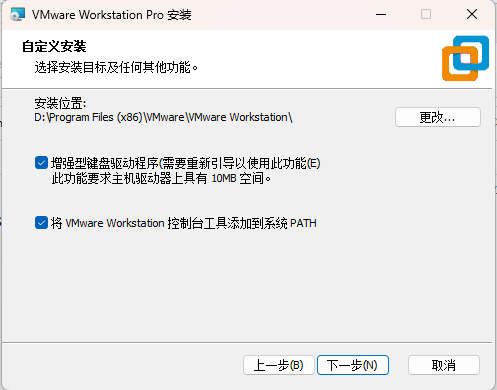 VMware Workstation Pro 安装
自定义安装
选择安装目标及任何其他功能。
安装位置:
D:\Program Files (x86)\VMware\VMware Workstation\
更改...
增强型键盘驱动程序(需要重新引导以使用此功能(E)
此功能要求主机驱动器上具有 10MB 空间。
将 VMware Workstation 控制台工具添加到系统 PATH
上一步(B) 下一步(N) 取消